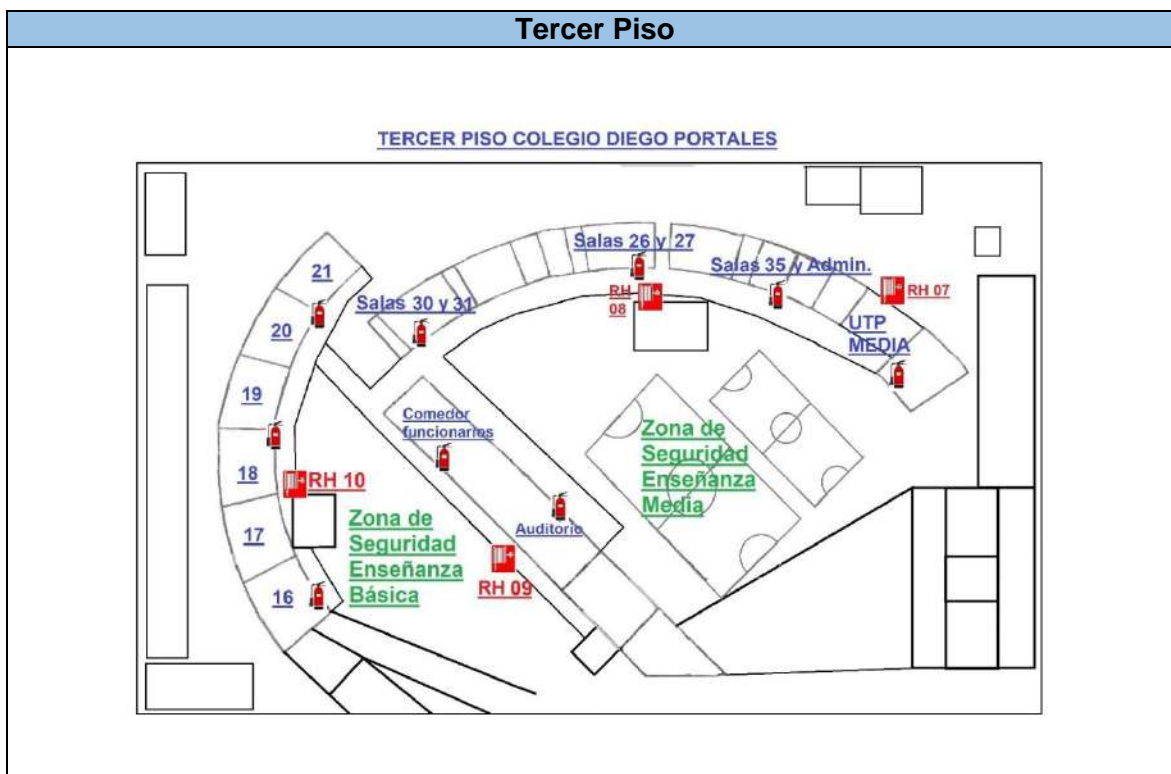 Tercer Piso
TERCER PISO COLEGIO DIEGO PORTALES
Salas 26 y 27
21
Salas 35 y Admin.
Salas 30 y 31
RH
08
RH 07
20
UTP
MEDIA
19
Comedor
funcionarios
Zona de
Seguridad
Enseñanza
Media
18
RH 10
17
Zona de
Seguridad
Enseñanza
Básica
Auditorio
16
RH 09